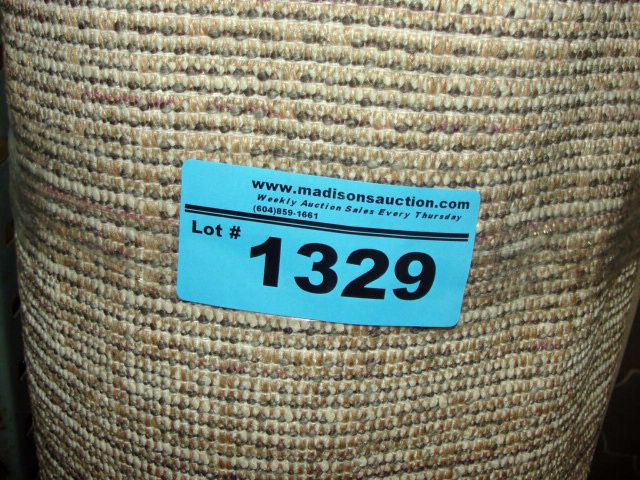 www.madisonsauction.com
Weekly Auction Sales Every Thursday
(604)859-1661
Lot # 1329